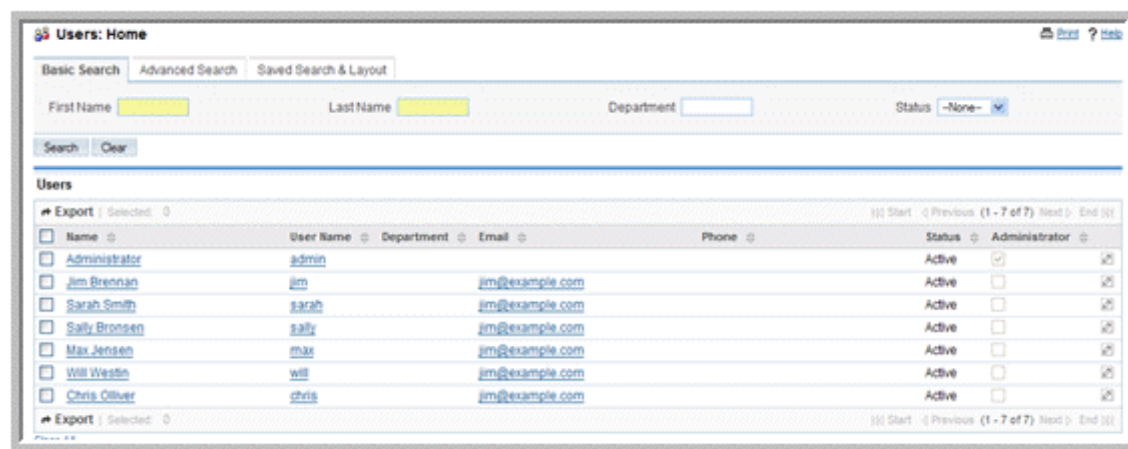 Users: Home Print ? Help
Basic Search Advanced Search Saved Search & Layout
First Name Last Name Department Status --None--
Search Clear
Users
Export | Selected: 0 Start Previous (1 - 7 of 7) Next End
Name User Name Department Email Phone Status Administrator
Administrator admin Active
Jim Brennan jim jim@example.com Active
Sarah Smith sarah jim@example.com Active
Sally Bronsen sally jim@example.com Active
Max Jensen max jim@example.com Active
Will Westin will jim@example.com Active
Chris Olliver chris jim@example.com Active
Export | Selected: 0 Start Previous (1 - 7 of 7) Next End